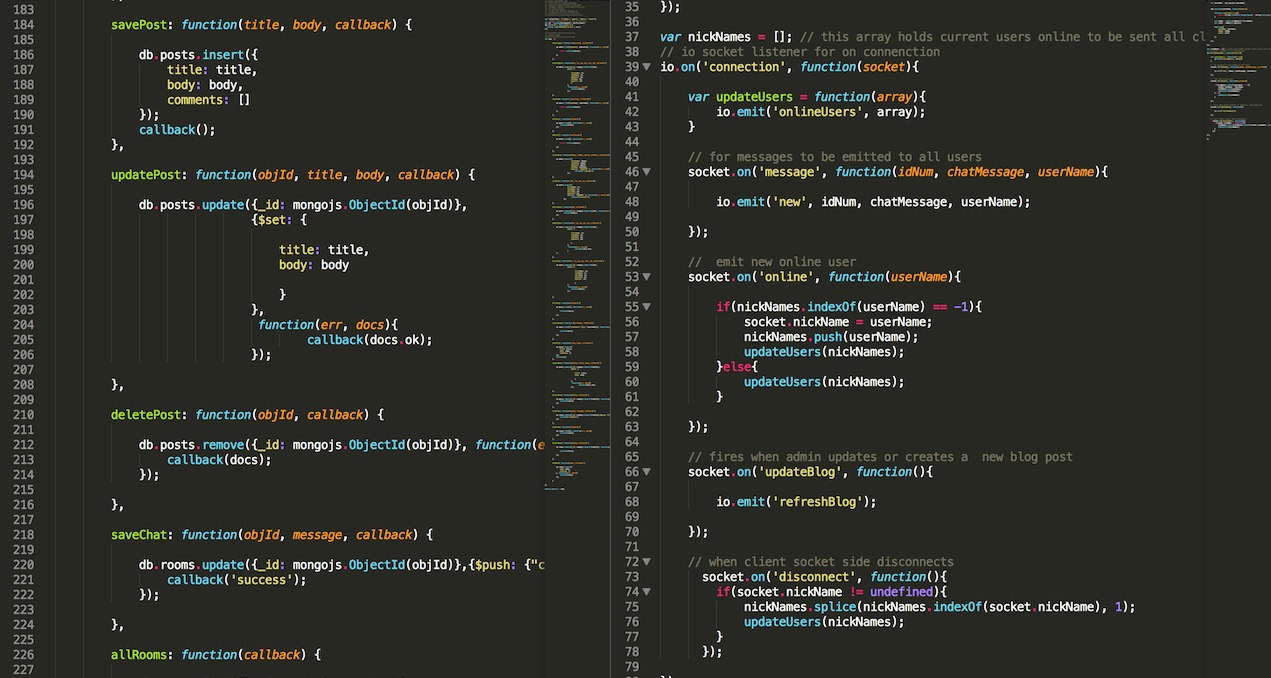 183
184 savePost: function(title, body, callback) {
185
186 db.posts.insert({
187 title: title,
188 body: body,
189 comments: []
190 });
191 callback();
192 },
193
194 updatePost: function(objId, title, body, callback) {
195
196 db.posts.update({_id: mongojs.ObjectId(objId)},
197 {$set: {
198
199 title: title,
200 body: body
201
202 }
203 },
204 function(err, docs){
205 callback(docs.ok);
206 });
207
208 },
209
210 deletePost: function(objId, callback) {
211
212 db.posts.remove({_id: mongojs.ObjectId(objId)}, function(e
213 callback(docs);
214 });
215
216 },
217
218 saveChat: function(objId, message, callback) {
219
220 db.rooms.update({_id: mongojs.ObjectId(objId)},{$push: {"c
221 callback('success');
222 });
223
224 },
225
226 allRooms: function(callback) {
227
35 });
36
37 var nickNames = []; // this array holds current users online to be sent all cl
38 // io socket listener for on connenction
39 io.on('connection', function(socket){
40
41 var updateUsers = function(array){
42 io.emit('onlineUsers', array);
43 }
44
45 // for messages to be emitted to all users
46 socket.on('message', function(idNum, chatMessage, userName){
47
48 io.emit('new', idNum, chatMessage, userName);
49
50 });
51
52 //  emit new online user
53 socket.on('online', function(userName){
54
55 if(nickNames.indexOf(userName) == -1){
56 socket.nickName = userName;
57 nickNames.push(userName);
58 updateUsers(nickNames);
59 }else{
60 updateUsers(nickNames);
61 }
62
63 });
64
65 // fires when admin updates or creates a  new blog post
66 socket.on('updateBlog', function(){
67
68 io.emit('refreshBlog');
69
70 });
71
72 // when client socket side disconnects
73 socket.on('disconnect', function(){
74 if(socket.nickName != undefined){
75 nickNames.splice(nickNames.indexOf(socket.nickName), 1);
76 updateUsers(nickNames);
77 }
78 });
79